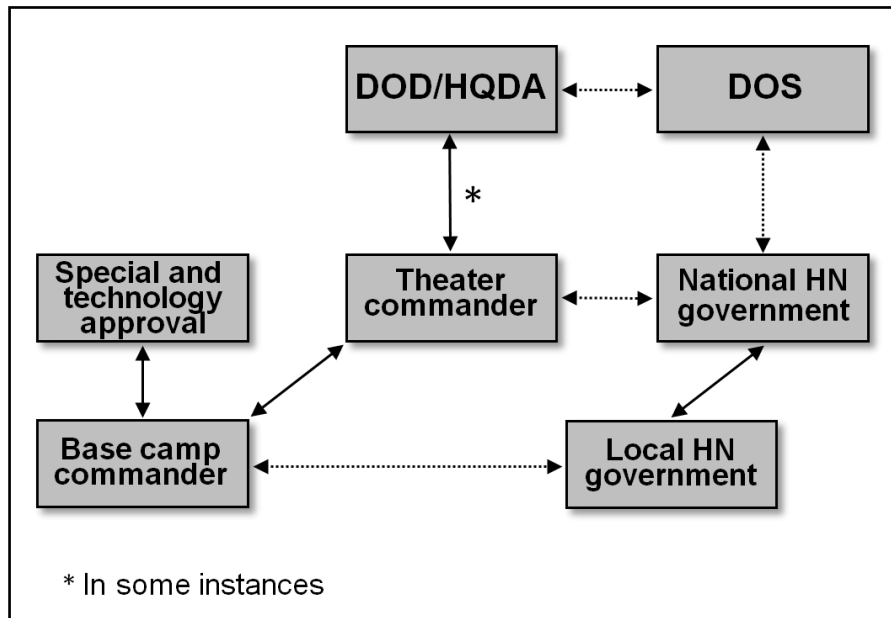 DOD/HQDA
DOS
*
Special and
technology
approval
Theater
commander
National HN
government
Base camp
commander
Local HN
government
* In some instances